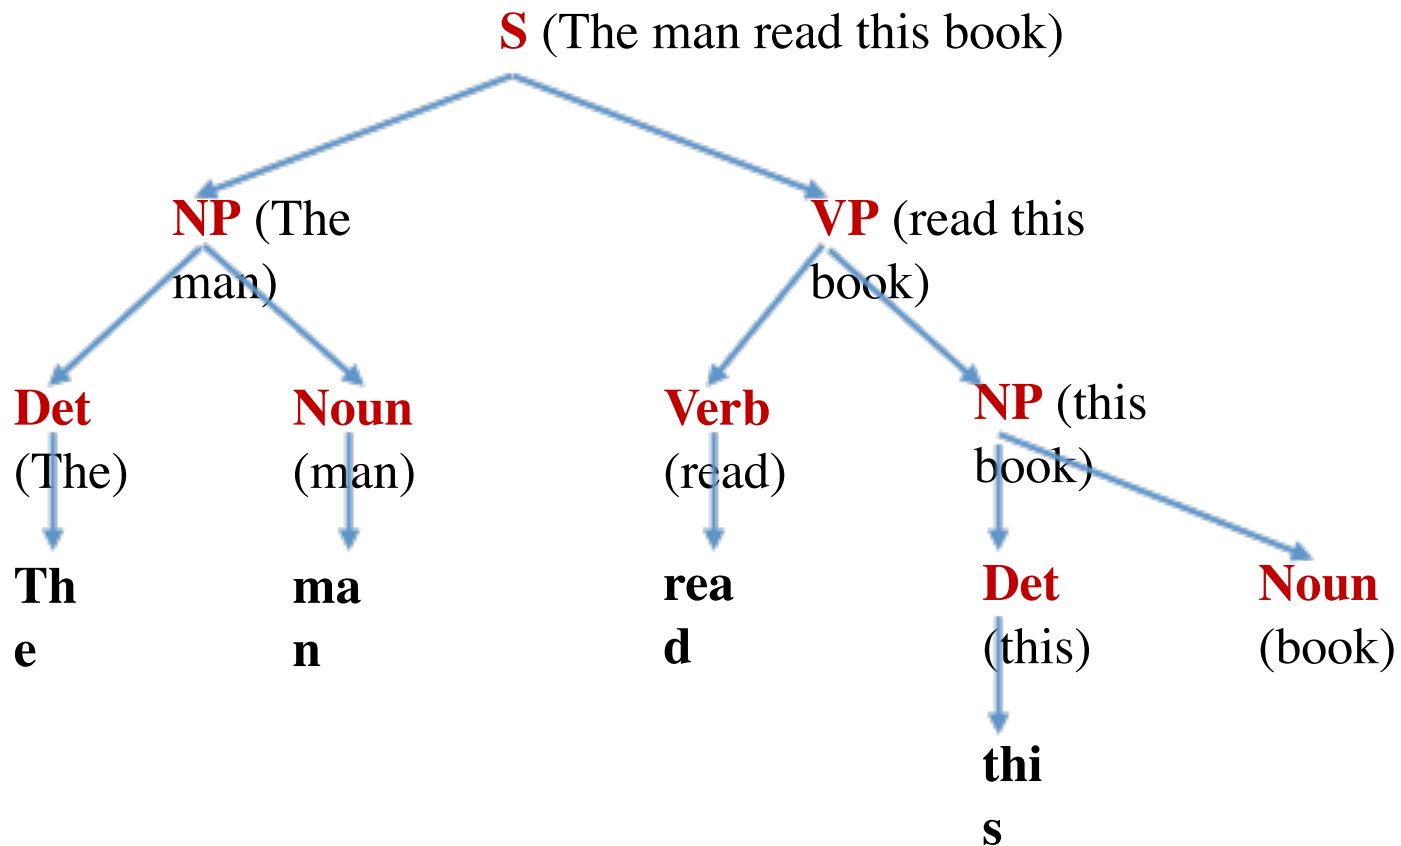 S (The man read this book)
NP (The
man)
VP (read this
book)
Det
(The)
Noun
(man)
Verb
(read)
NP (this
book)
Th
e
ma
n
rea
d
Det
(this)
Noun
(book)
thi
s